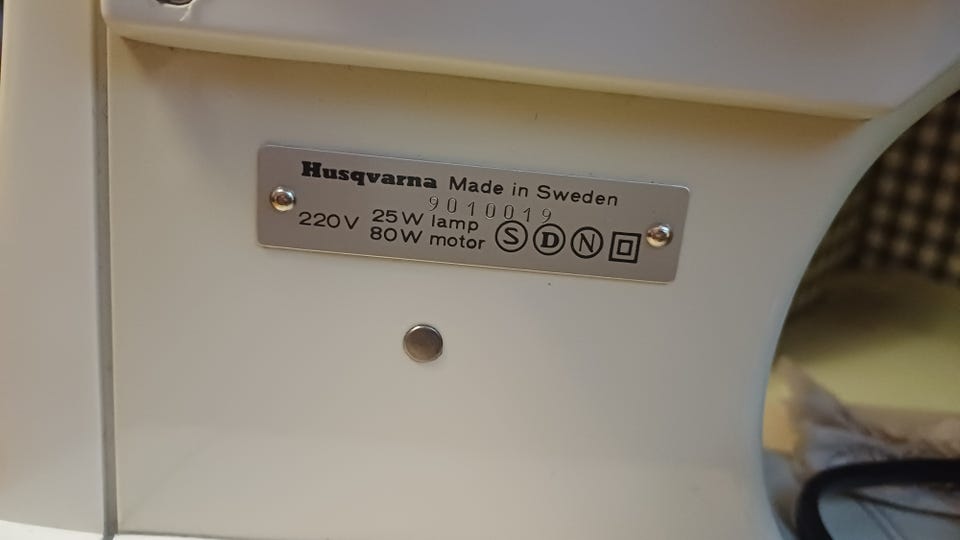 Husqvarna Made in Sweden
9010019
220V 25W lamp
80W motor S D N